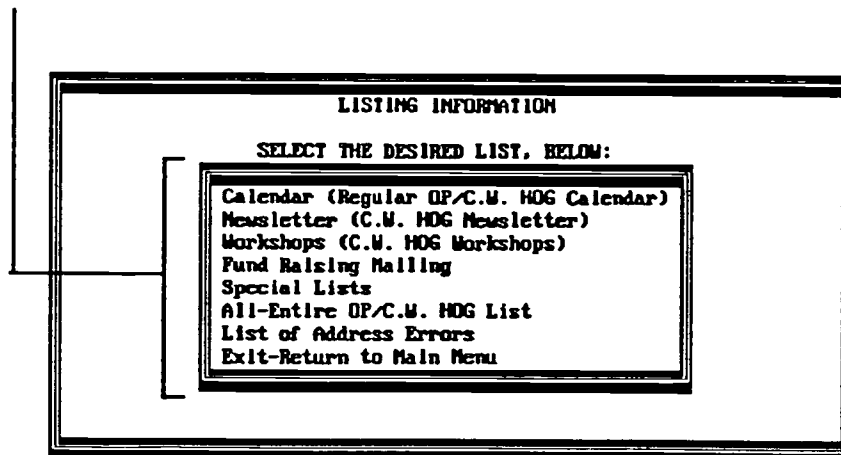 LISTING INFORMATION
SELECT THE DESIRED LIST, BELOW:
Calendar (Regular OP/C.W. HOG Calendar)
Newsletter (C.W. HOG Newsletter)
Workshops (C.W. HOG Workshops)
Fund Raising Mailing
Special Lists
All-Entire OP/C.W. HOG List
List of Address Errors
Exit-Return to Main Menu